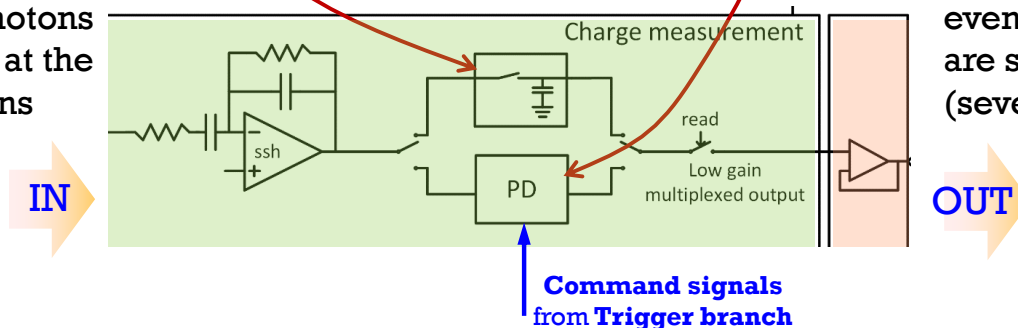 notons
at the
ns
Charge measurement
even
are s
(seve
ssh
read
Low gain
multiplexed output
PD
IN
OUT
Command signals
from Trigger branch